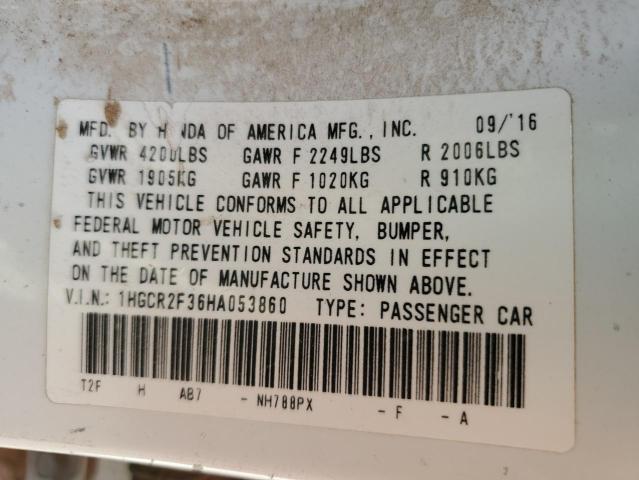 MFD. BY H NDA OF AMERICA MFG., INC. 09/'16
GVWR 4200LBS GAWR F 2249LBS R 2006LBS
GVWR 1905KG GAWR F 1020KG R 910KG
THIS VEHICLE CONFORMS TO ALL APPLICABLE
FEDERAL MOTOR VEHICLE SAFETY, BUMPER,
AND THEFT PREVENTION STANDARDS IN EFFECT
ON THE DATE OF MANUFACTURE SHOWN ABOVE.
V.I.N.: 1HGCR2F36HA053860 TYPE: PASSENGER CAR
T2F H AB7 - NH788PX - F - A